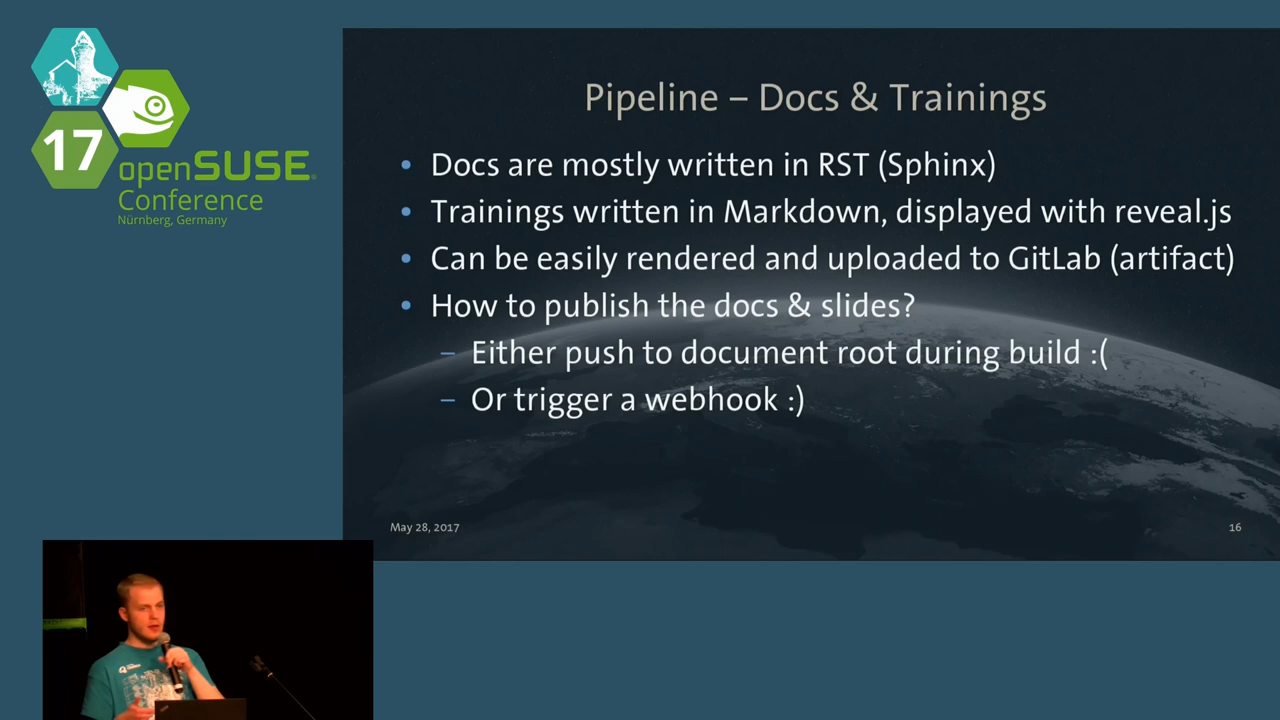 17
openSUSE
Conference
Nürnberg, Germany
Pipeline – Docs & Trainings
• Docs are mostly written in RST (Sphinx)
• Trainings written in Markdown, displayed with reveal.js
• Can be easily rendered and uploaded to GitLab (artifact)
• How to publish the docs & slides?
– Either push to document root during build :(
– Or trigger a webhook :)
May 28, 2017
16